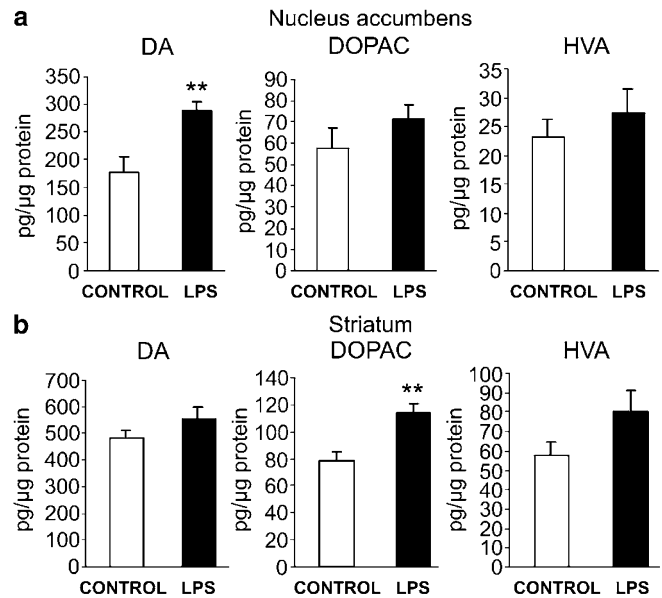 a
Nucleus accumbens
DA
DOPAC
HVA
pg/µg protein
350
300
250
200
150
100
50
0
**
CONTROL LPS
pg/µg protein
90
80
70
60
50
40
30
20
10
0
CONTROL LPS
pg/µg protein
35
30
25
20
15
10
5
0
CONTROL LPS
b
Striatum
DA
DOPAC
HVA
pg/µg protein
700
600
500
400
300
200
100
0
CONTROL LPS
pg/µg protein
140
120
100
80
60
40
20
0
**
CONTROL LPS
pg/µg protein
100
90
80
70
60
50
40
30
20
10
0
CONTROL LPS